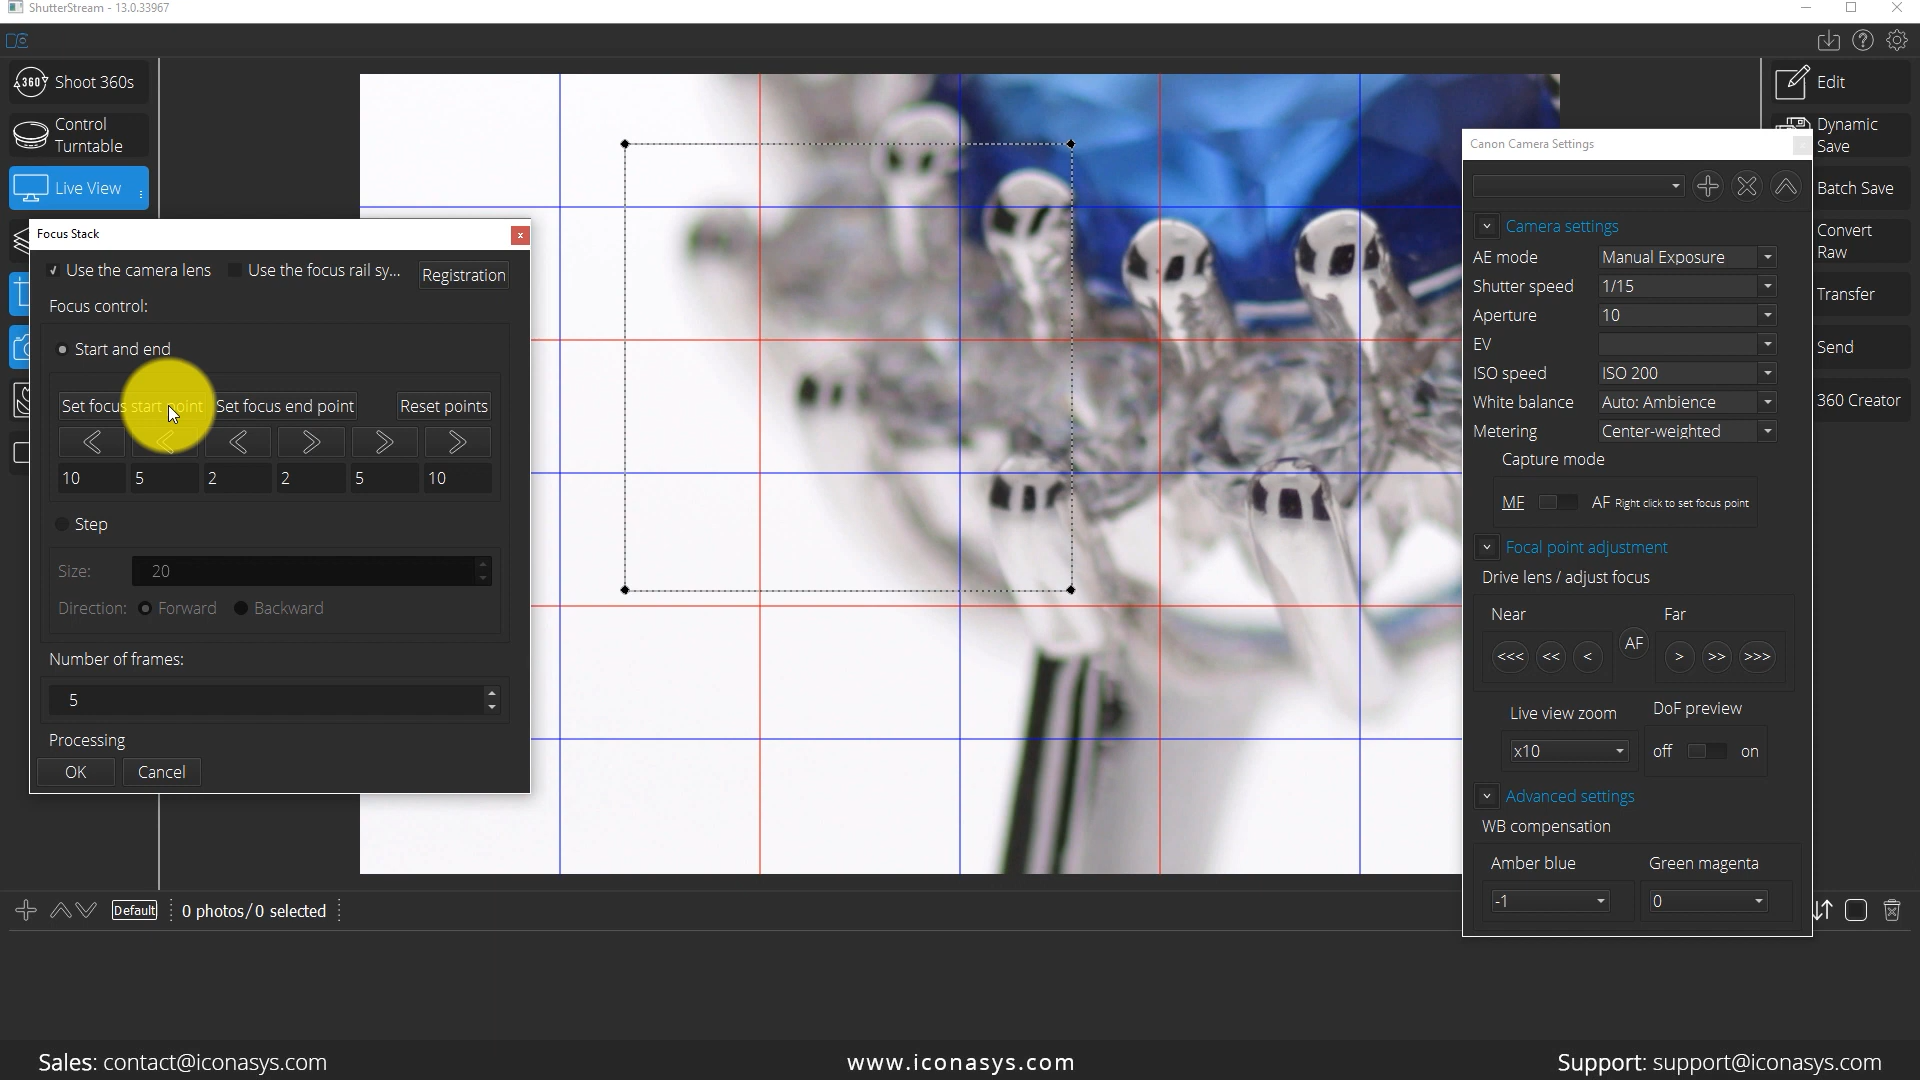 ShutterStream - 13.0.33967
Shoot 360s
Control
Turntable
Live View
Focus Stack
Use the camera lens
Use the focus rail sy...
Registration
Focus control:
Start and end
Set focus start point
Set focus end point
Reset points
10 5 2 2 5 10
Step
Size: 20
Direction: Forward Backward
Number of frames:
5
Processing
OK Cancel
Canon Camera Settings
Camera settings
AE mode Manual Exposure
Shutter speed 1/15
Aperture 10
EV
ISO speed ISO 200
White balance Auto: Ambience
Metering Center-weighted
Capture mode
MF AF Right click to set focus point
Focal point adjustment
Drive lens / adjust focus
Near Far
<<< << < AF > >> >>>
Live view zoom DoF preview
x10 off on
Advanced settings
WB compensation
Amber blue Green magenta
-1 0
Edit
Dynamic
Save
Batch Save
Convert
Raw
Transfer
Send
360 Creator
Default 0 photos/0 selected
Sales: contact@iconasys.com
www.iconasys.com
Support: support@iconasys.com